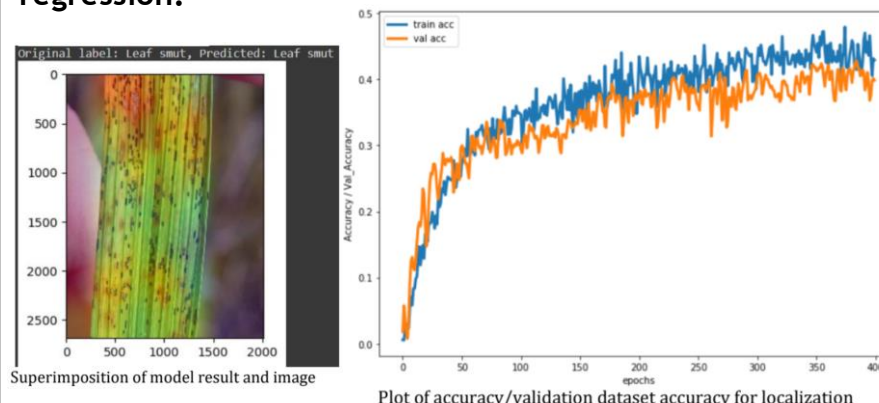 regression.
Original label: Leaf smut, Predicted: Leaf smut
0
500
1000
1500
2000
2500
0 500 1000 1500 2000
Superimposition of model result and image
train acc
val acc
Accuracy / Val_Accuracy
0.5
0.4
0.3
0.2
0.1
0.0
0 50 100 150 200 250 300 350 40
epochs
Plot of accuracy/validation dataset accuracy for localization